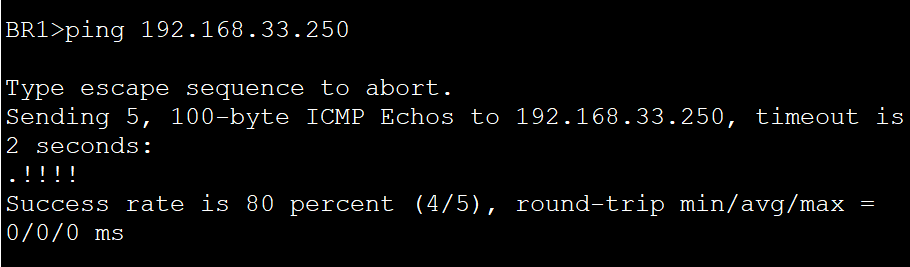 BR1>ping 192.168.33.250
Type escape sequence to abort.
Sending 5, 100-byte ICMP Echos to 192.168.33.250, timeout is
2 seconds:
.!!!!
Success rate is 80 percent (4/5), round-trip min/avg/max =
0/0/0 ms